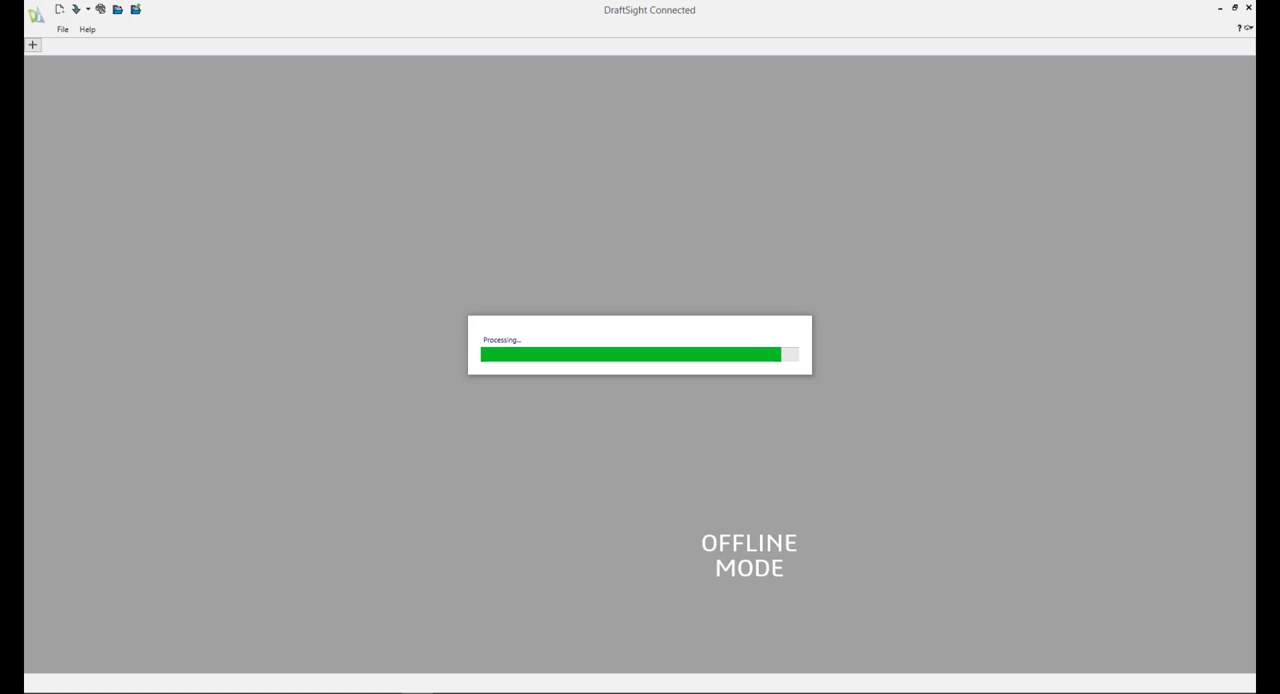 DraftSight Connected
File Help
?
+
Processing...
OFFLINE
MODE